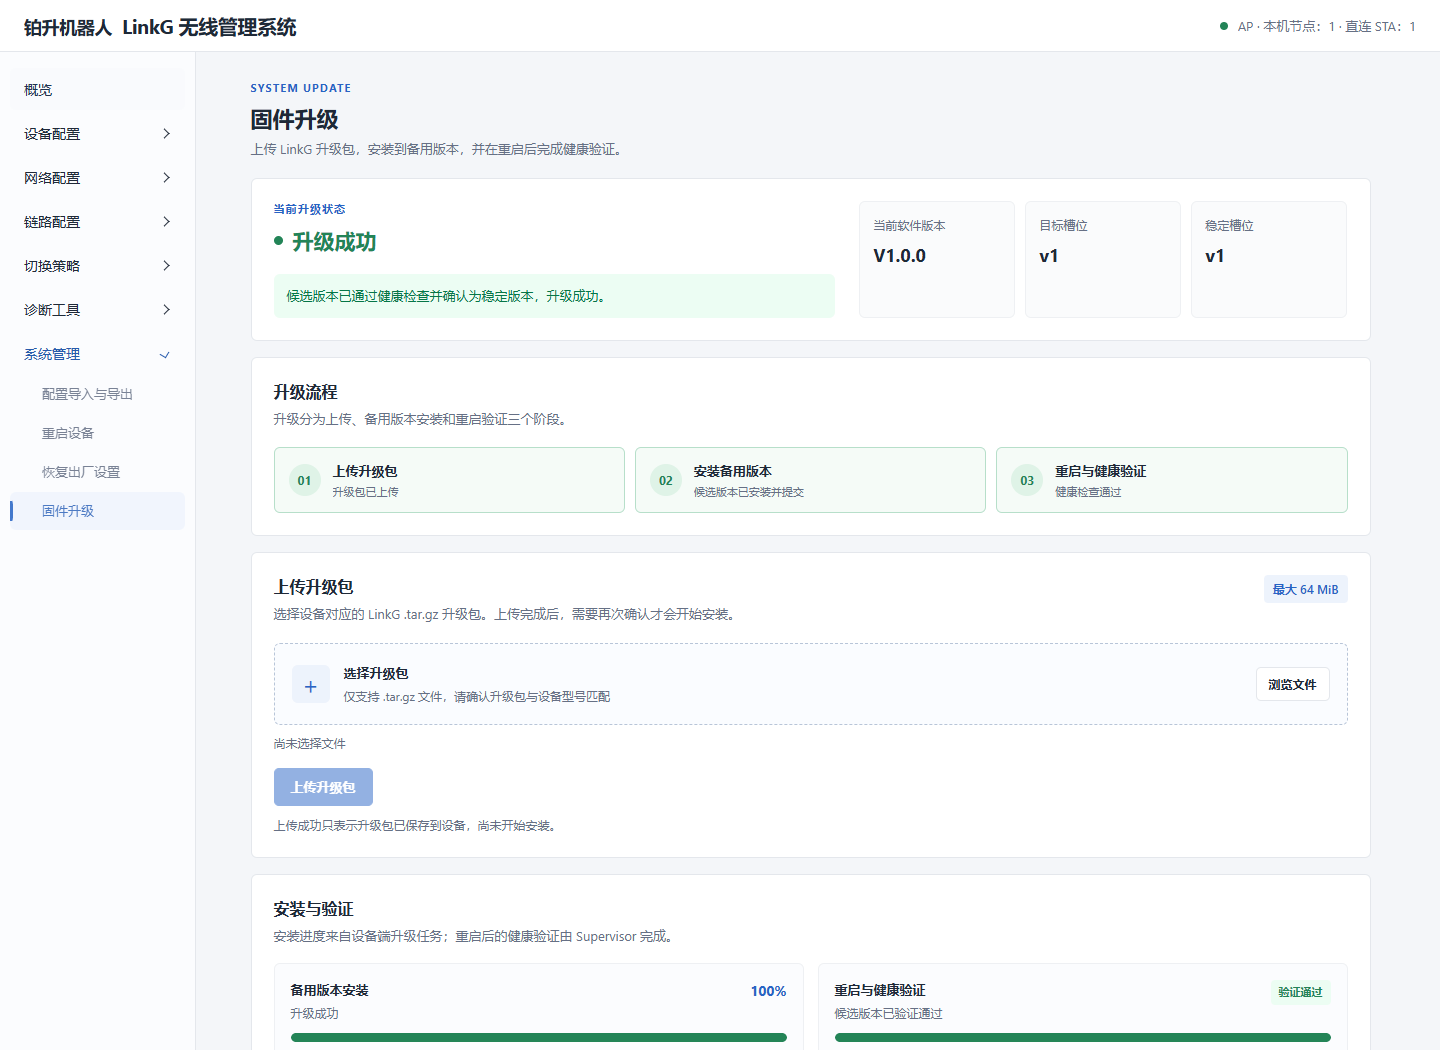 铂升机器人 LinkG 无线管理系统
AP · 本机节点：1 · 直连 STA：1
概览
设备配置
网络配置
链路配置
切换策略
诊断工具
系统管理
配置导入与导出
重启设备
恢复出厂设置
固件升级
SYSTEM UPDATE
固件升级
上传 LinkG 升级包，安装到备用版本，并在重启后完成健康验证。
当前升级状态
升级成功
候选版本已通过健康检查并确认为稳定版本，升级成功。
当前软件版本
V1.0.0
目标槽位
v1
稳定槽位
v1
升级流程
升级分为上传、备用版本安装和重启验证三个阶段。
01
上传升级包
升级包已上传
02
安装备用版本
候选版本已安装并提交
03
重启与健康验证
健康检查通过
上传升级包
最大 64 MiB
选择设备对应的 LinkG .tar.gz 升级包。上传完成后，需要再次确认才会开始安装。
+
选择升级包
仅支持 .tar.gz 文件，请确认升级包与设备型号匹配
浏览文件
尚未选择文件
上传升级包
上传成功只表示升级包已保存到设备，尚未开始安装。
安装与验证
安装进度来自设备端升级任务；重启后的健康验证由 Supervisor 完成。
备用版本安装
100%
升级成功
重启与健康验证
验证通过
候选版本已验证通过